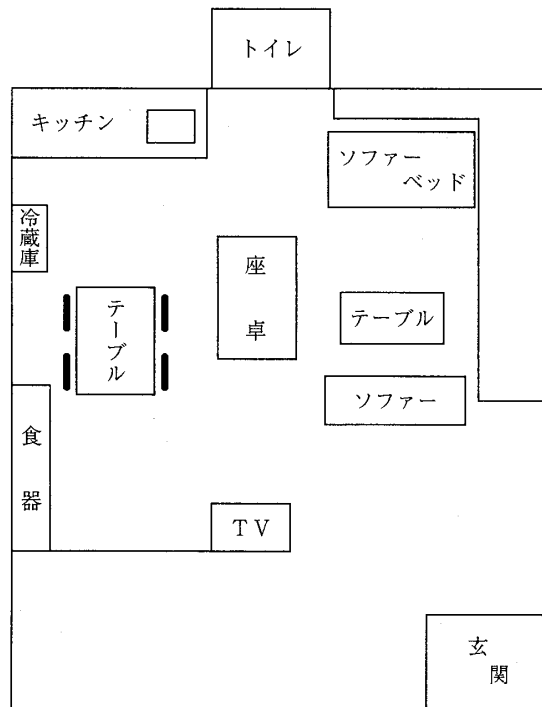 トイレ
キッチン
ソファー
ベッド
冷蔵庫
座卓
テーブル
テーブル
ソファー
食器
TV
玄関